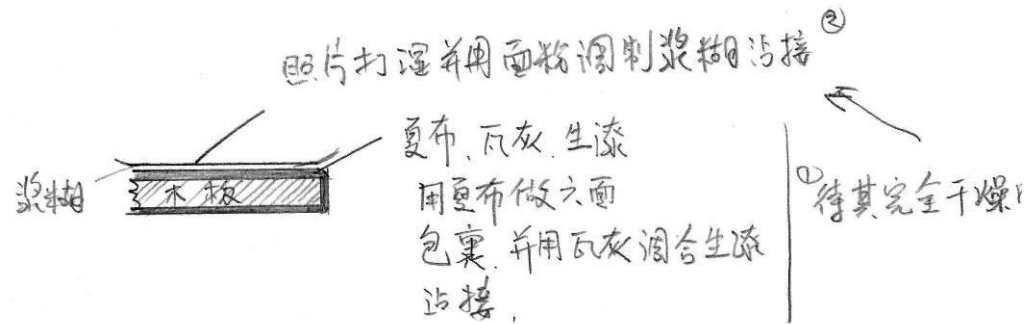 照片打湿并用面粉调制浆糊沾接②
夏布、瓦灰、生漆
用夏布做六面
包裹,并用瓦灰调合生漆
沾接,
浆糊
木板
①待其完全干燥